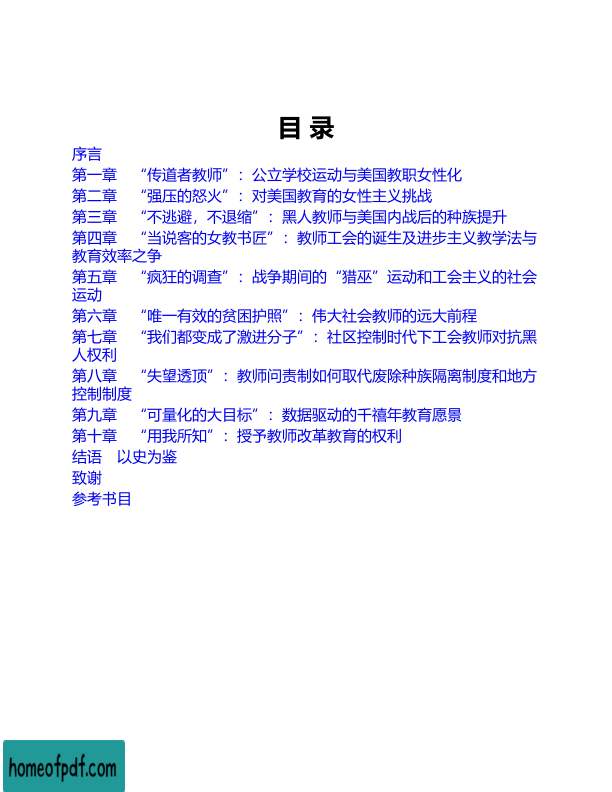 目 录
序言
第一章 “传道者教师”：公立学校运动与美国教职女性化
第二章 “强压的怒火”：对美国教育的女性主义挑战
第三章 “不逃避，不退缩”：黑人教师与美国内战后的种族提升
第四章 “当说客的女教书匠”：教师工会的诞生及进步主义教学法与
教育效率之争
第五章 “疯狂的调查”：战争期间的“猎巫”运动和工会主义的社会
运动
第六章 “唯一有效的贫困护照”：伟大社会教师的远大前程
第七章 “我们都变成了激进分子”：社区控制时代下工会教师对抗黑
人权利
第八章 “失望透顶”：教师问责制如何取代废除种族隔离制度和地方
控制制度
第九章 “可量化的大目标”：数据驱动的千禧年教育愿景
第十章 “用我所知”：授予教师改革教育的权利
结语 以史为鉴
致谢
参考书目
homeofpdf.com